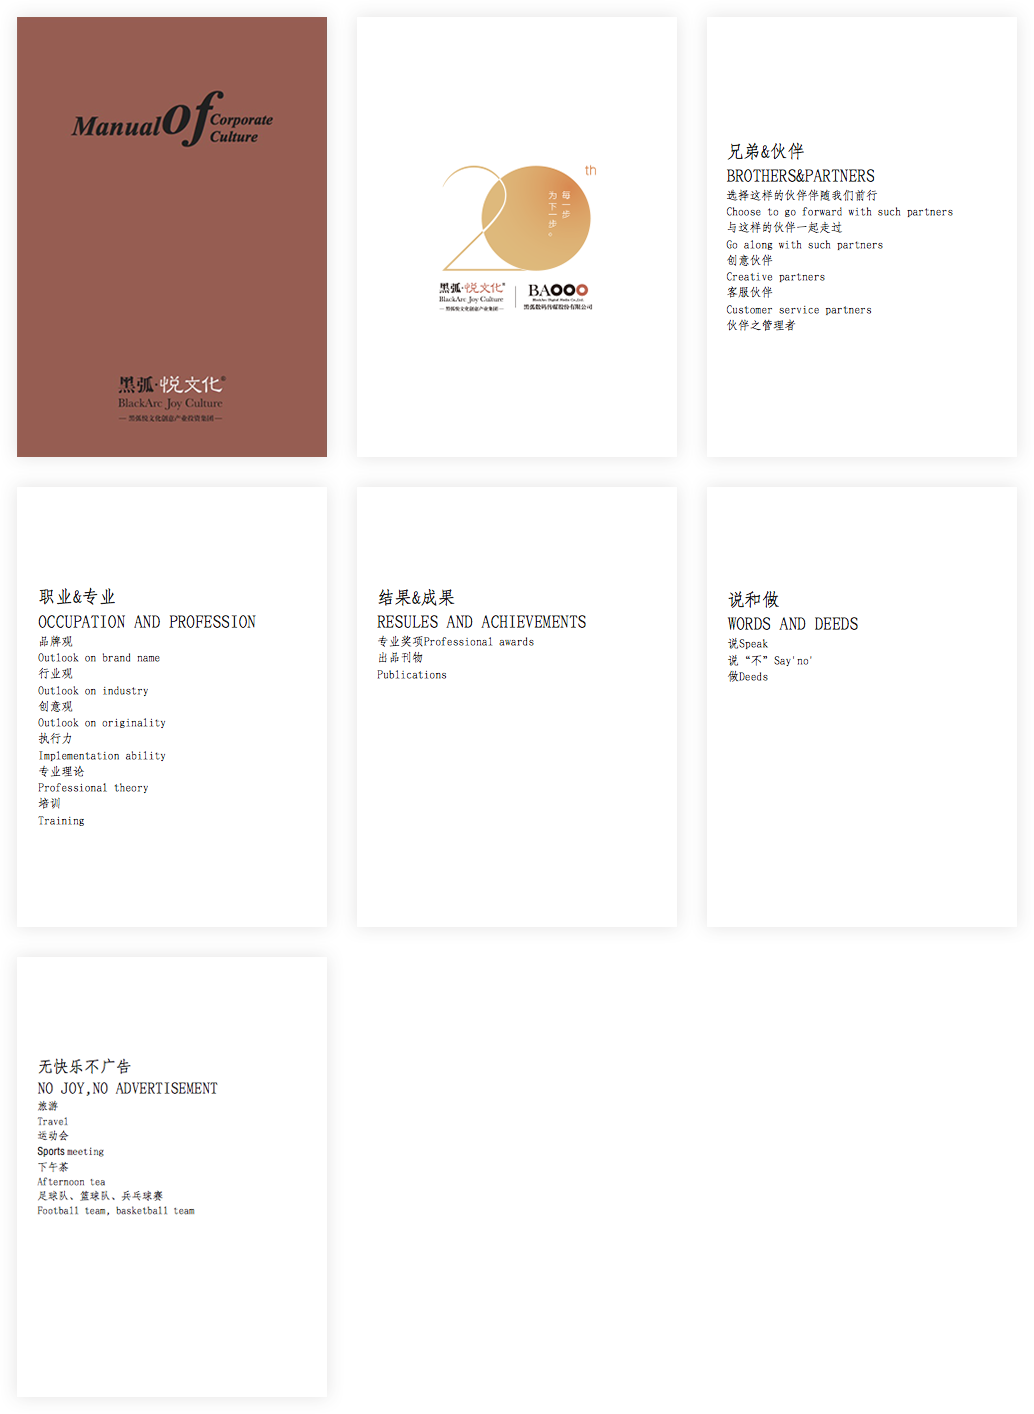 Manual of Corporate Culture
黑弧·悦文化®
BlackArc Joy Culture
— 黑弧悦文化创意产业投资集团 —
20th
每一步
为下一步。
黑弧·悦文化®
BlackArc Joy Culture
— 黑弧悦文化创意产业集团 —
BAOOO
BlackArc Digital Media Co.,Ltd.
黑弧数码传媒股份有限公司
兄弟&伙伴
BROTHERS&PARTNERS
选择这样的伙伴伴随我们前行
Choose to go forward with such partners
与这样的伙伴一起走过
Go along with such partners
创意伙伴
Creative partners
客服伙伴
Customer service partners
伙伴之管理者
职业&专业
OCCUPATION AND PROFESSION
品牌观
Outlook on brand name
行业观
Outlook on industry
创意观
Outlook on originality
执行力
Implementation ability
专业理论
Professional theory
培训
Training
结果&成果
RESULES AND ACHIEVEMENTS
专业奖项Professional awards
出品刊物
Publications
说和做
WORDS AND DEEDS
说Speak
说“不”Say'no'
做Deeds
无快乐不广告
NO JOY,NO ADVERTISEMENT
旅游
Travel
运动会
Sports meeting
下午茶
Afternoon tea
足球队、篮球队、兵乓球赛
Football team, basketball team